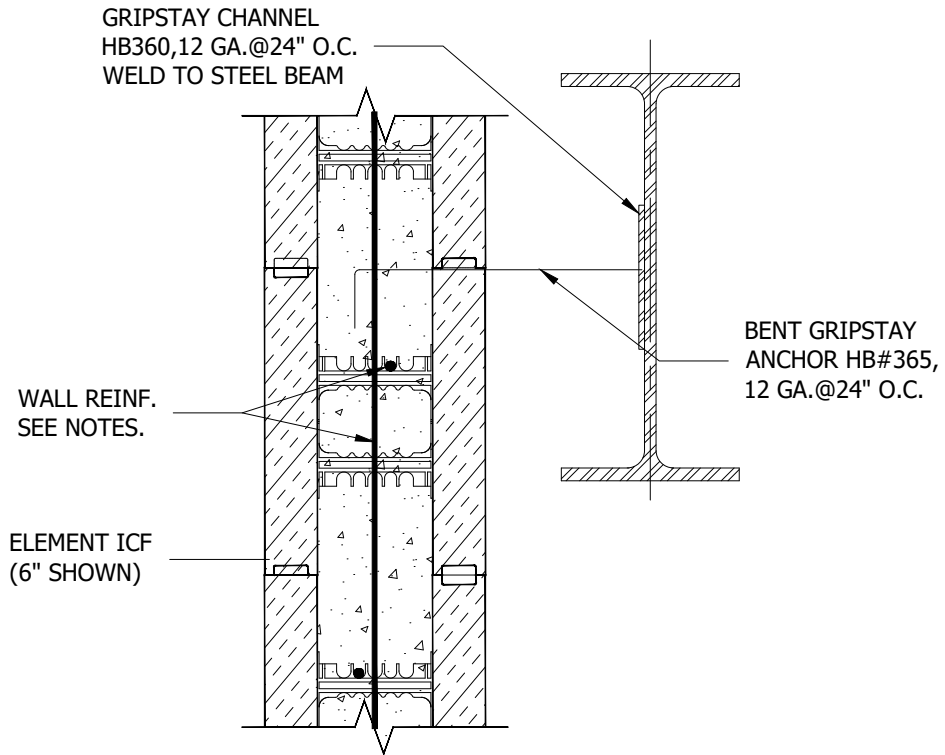 GRIPSTAY CHANNEL
HB360,12 GA.@24" O.C.
WELD TO STEEL BEAM
BENT GRIPSTAY
ANCHOR HB#365,
12 GA.@24" O.C.
WALL REINF.
SEE NOTES.
ELEMENT ICF
(6" SHOWN)